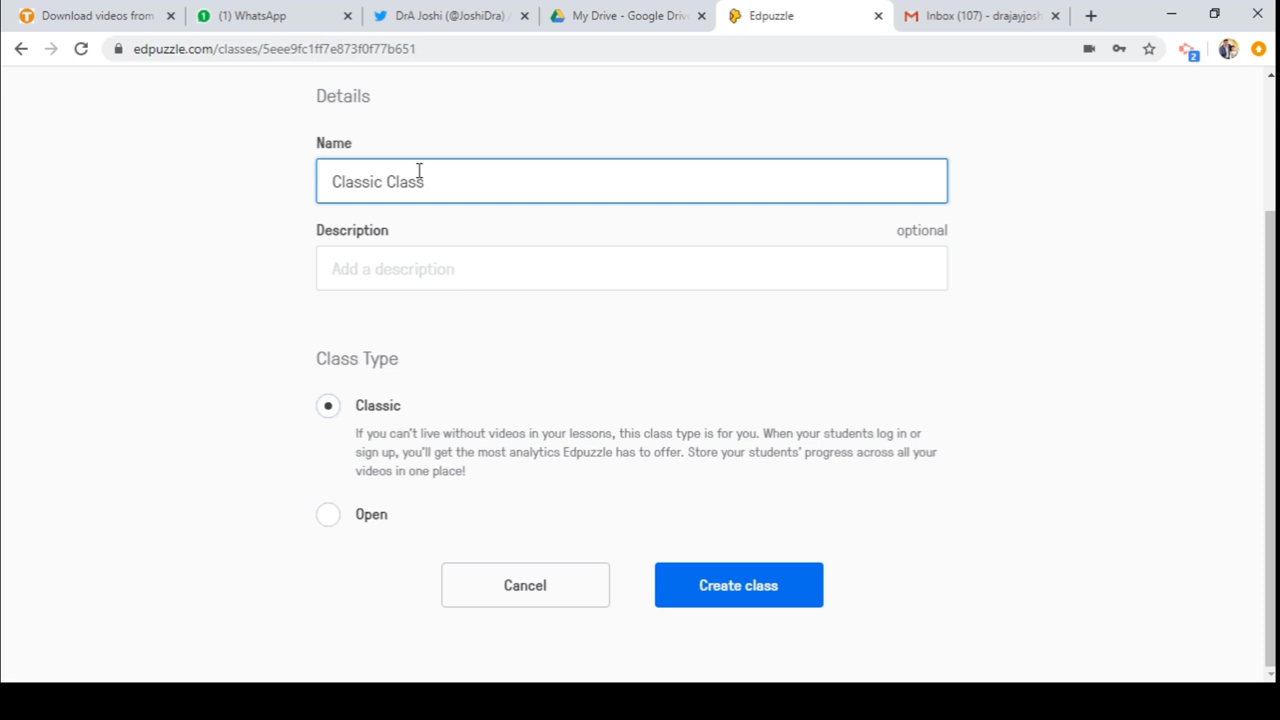 Download videos from
(1) WhatsApp
DrA Joshi (@JoshiDra) /
My Drive - Google Driv
Edpuzzle
Inbox (107) - drajayjosh
edpuzzle.com/classes/5eee9fc1ff7e873f0f77b651
2
Details
Name
Classic Class
Description
optional
Add a description
Class Type
Classic
If you can't live without videos in your lessons, this class type is for you. When your students log in or
sign up, you'll get the most analytics Edpuzzle has to offer. Store your students' progress across all your
videos in one place!
Open
Cancel
Create class